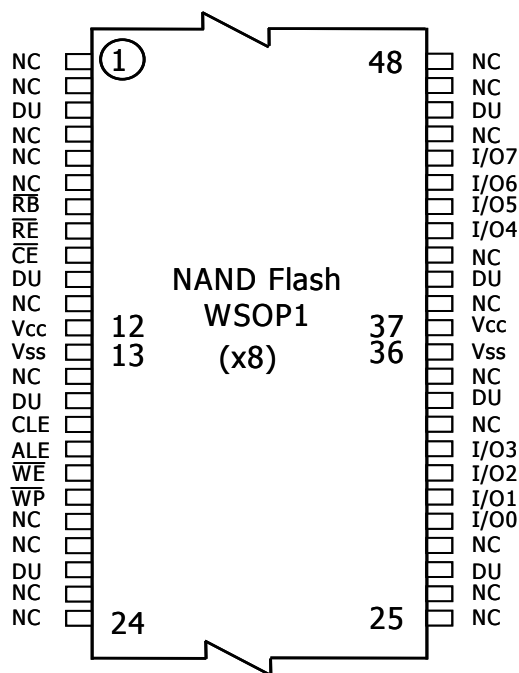 NC
NC
DU
NC
NC
NC
RB
RE
CE
DU
NC
Vcc
Vss
NC
DU
CLE
ALE
WE
WP
NC
NC
DU
NC
NC
1
12
13
24
NAND Flash
WSOP1
(x8)
48
37
36
25
NC
NC
DU
NC
I/O7
I/O6
I/O5
I/O4
NC
DU
NC
Vcc
Vss
NC
DU
NC
I/O3
I/O2
I/O1
I/O0
NC
DU
NC
NC